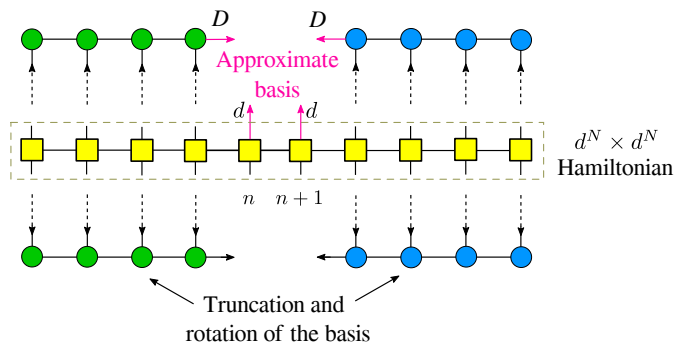 D D
Approximate
basis
d d
d^N × d^N
Hamiltonian
n n + 1
Truncation and
rotation of the basis